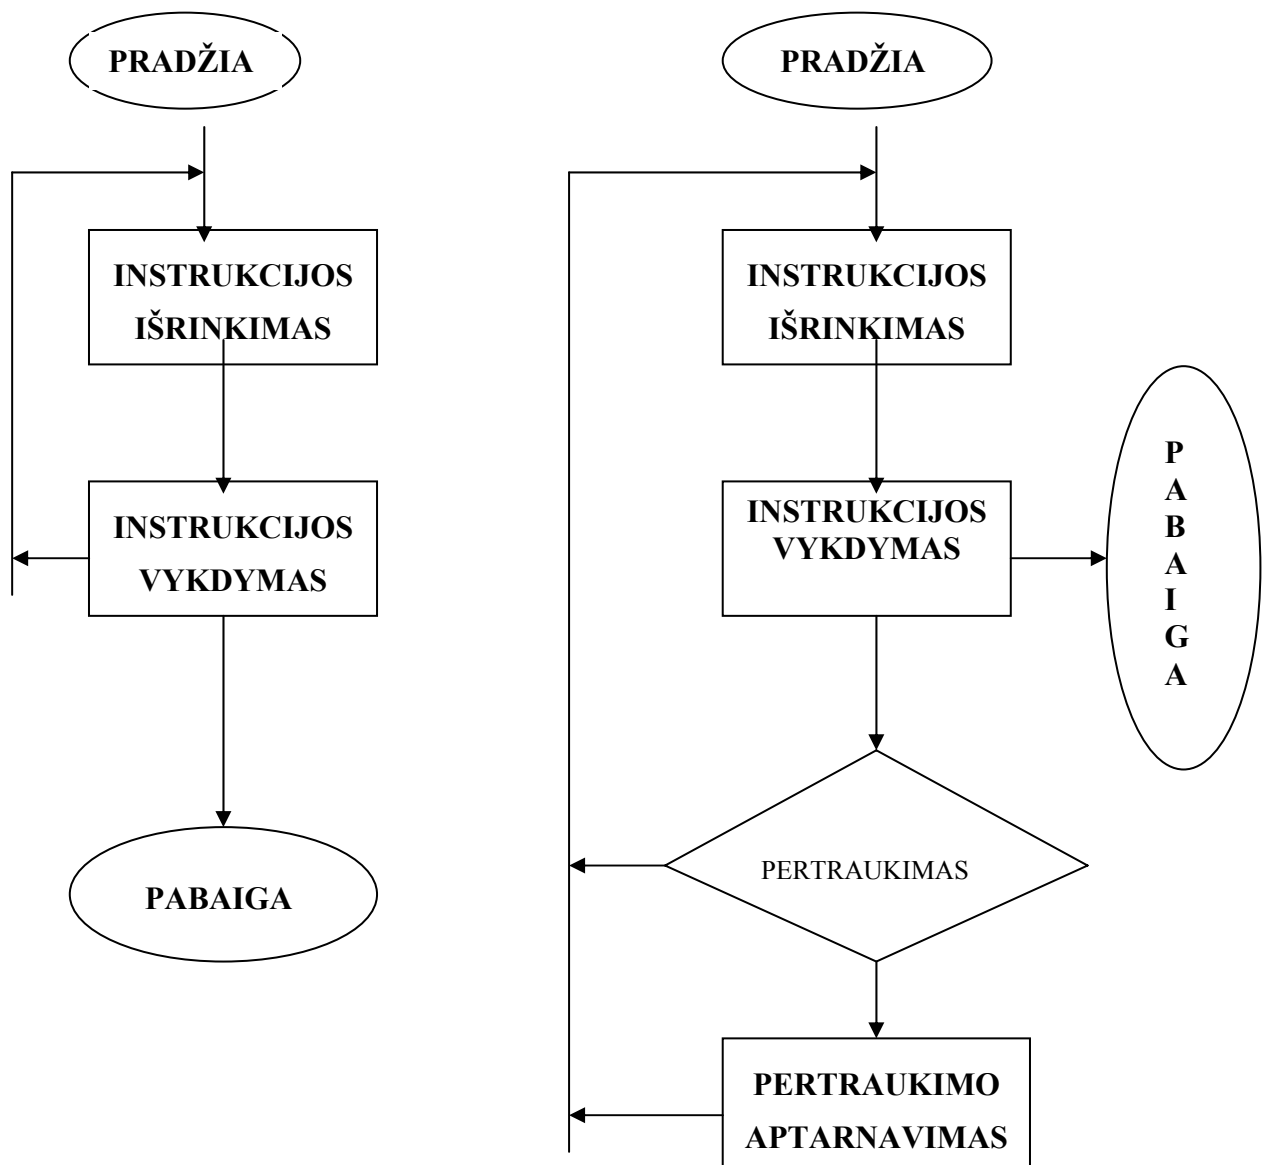 PRADŽIA
INSTRUKCIJOS
IŠRINKIMAS
INSTRUKCIJOS
VYKDYMAS
PABAIGA
PRADŽIA
INSTRUKCIJOS
IŠRINKIMAS
INSTRUKCIJOS
VYKDYMAS
P
A
B
A
I
G
A
PERTRAUKIMAS
PERTRAUKIMO
APTARNAVIMAS